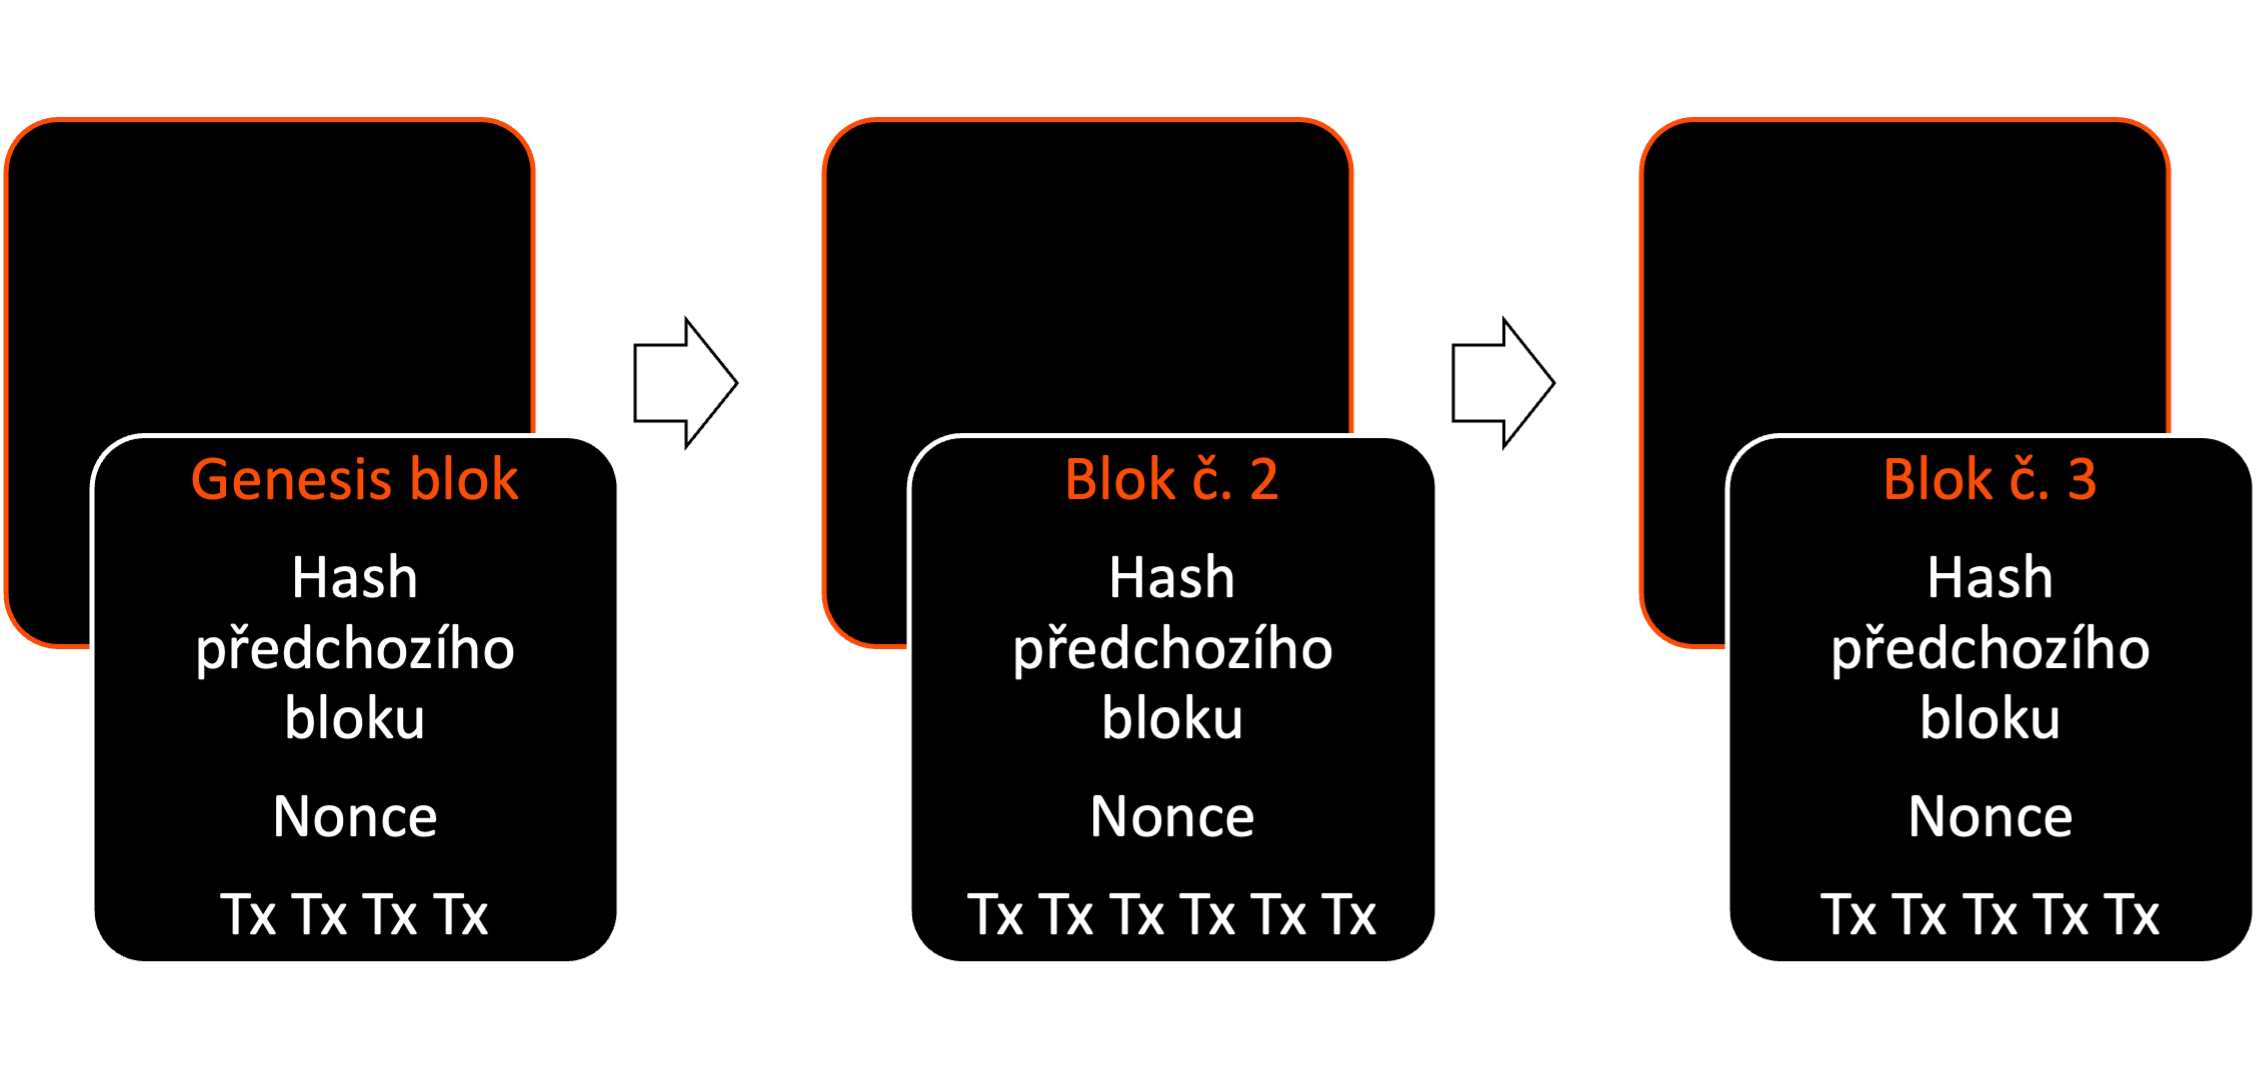 Genesis blok
Hash
předchozího
bloku
Nonce
Tx Tx Tx Tx
Blok č. 2
Hash
předchozího
bloku
Nonce
Tx Tx Tx Tx Tx Tx
Blok č. 3
Hash
předchozího
bloku
Nonce
Tx Tx Tx Tx Tx